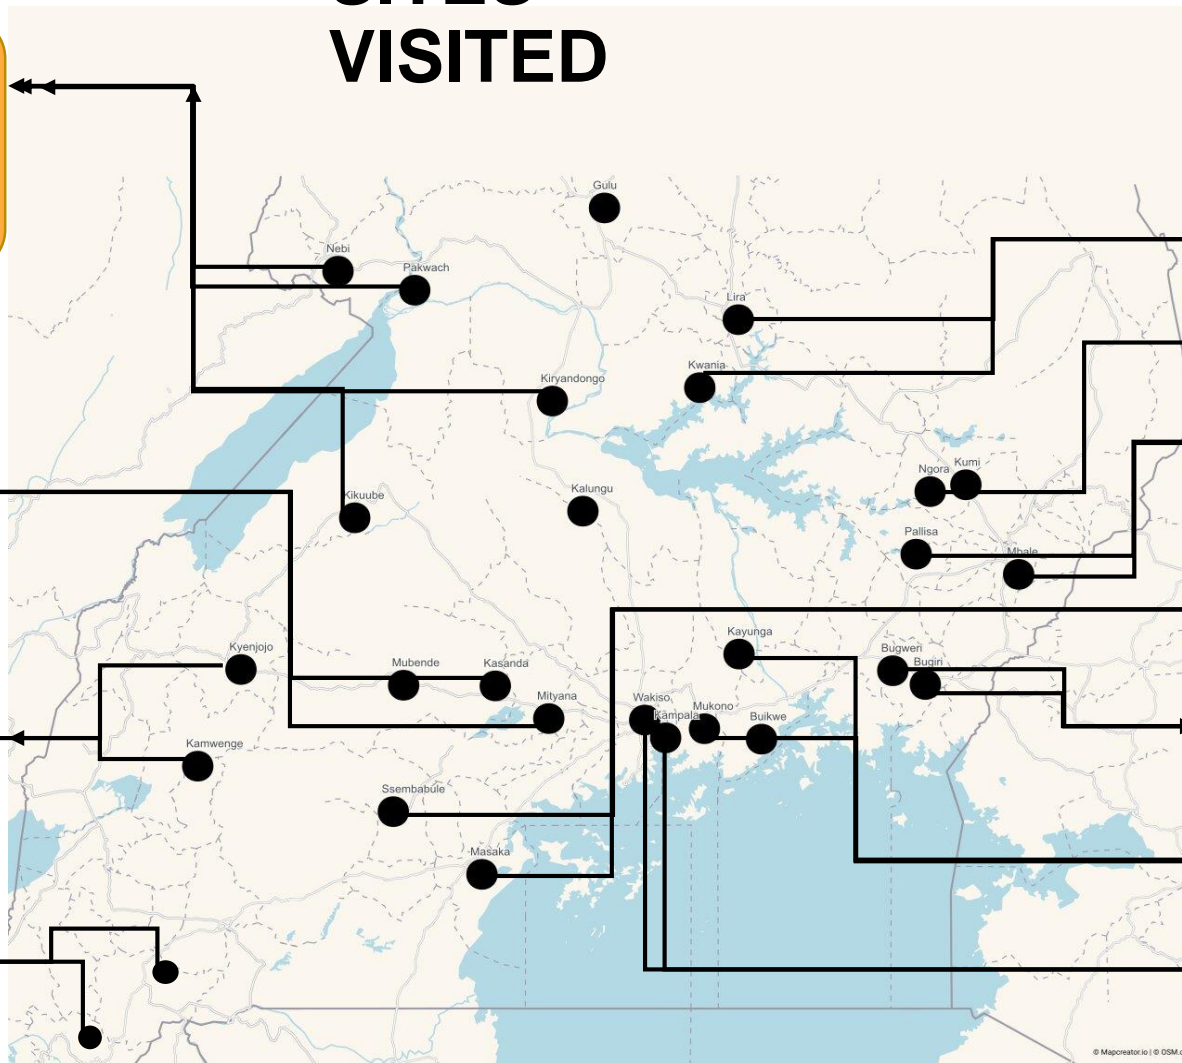 SITES
VISITED
Gulu
Nebi
Pakwach
Lira
Kwania
Kiryandongo
Ngora
Kumi
Kikuube
Kalungu
Pallisa
Mbale
Kayunga
Kyenjojo
Bugweri
Mubende
Kasanda
Bugiri
Mityana
Wakiso
Mukono
Kampala
Buikwe
Kamwenge
Ssembabule
Masaka
© Mapcreator.io | © OSM.c